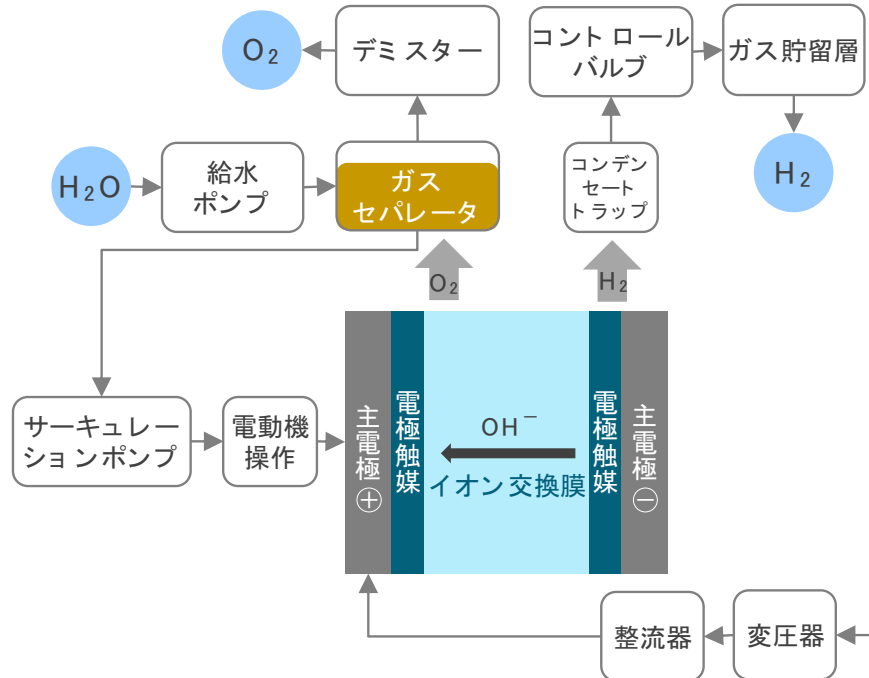 O₂
デミスター
コントロール
バルブ
ガス貯留層
H₂O
給水
ポンプ
ガス
セパレータ
コンデン
セート
トラップ
H₂
O₂
H₂
サーキュレー
ションポンプ
電動機
操作
主電極⊕
電極触媒
OH⁻
イオン交換膜
電極触媒
主電極⊖
整流器
変圧器